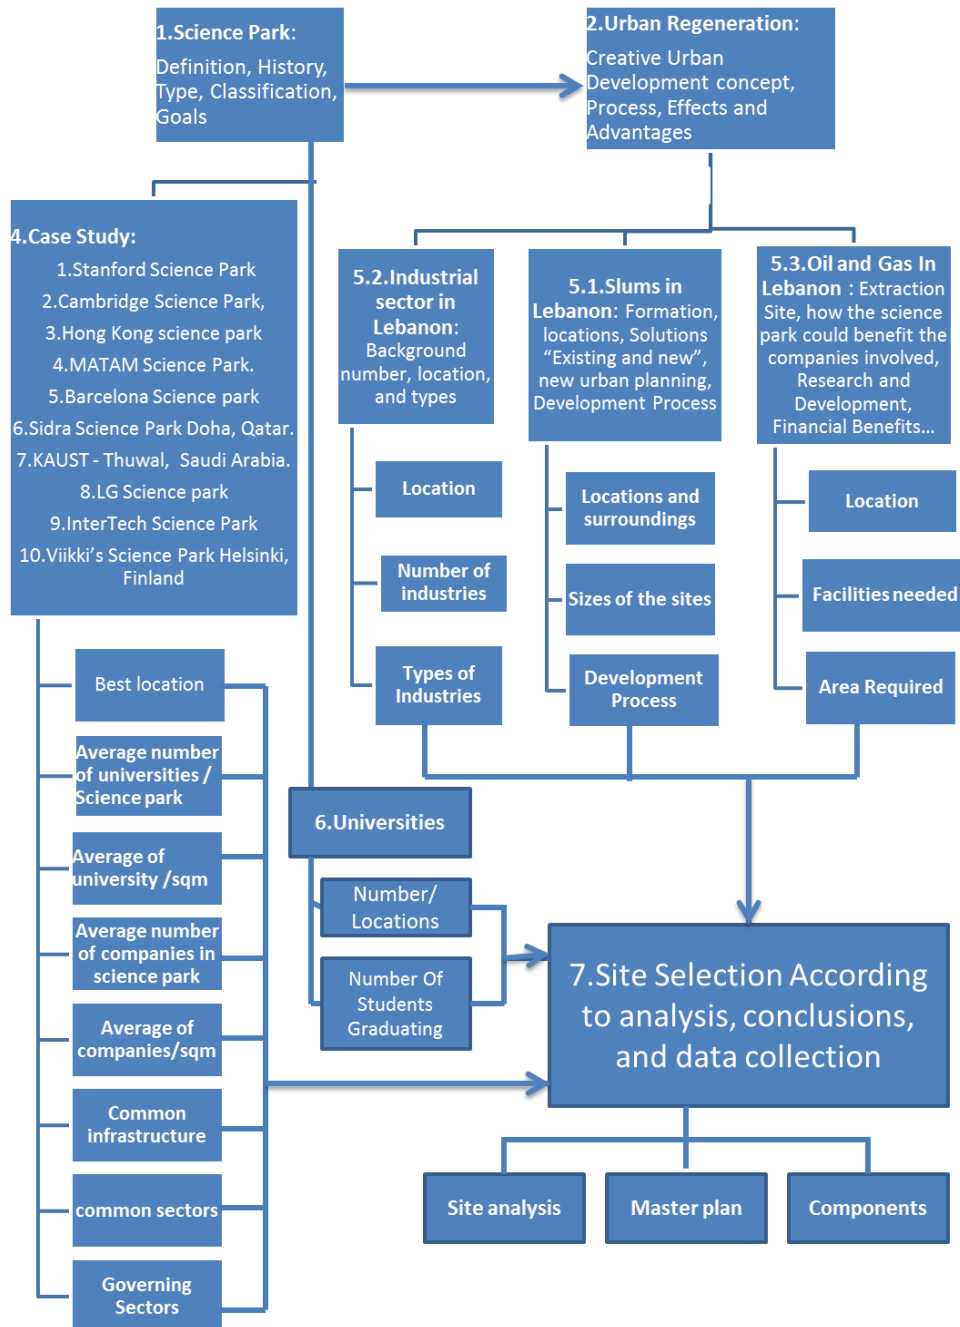 1.Science Park:
Definition, History,
Type, Classification,
Goals
2.Urban Regeneration:
Creative Urban
Development concept,
Process, Effects and
Advantages
4.Case Study:
1.Stanford Science Park
2.Cambridge Science Park,
3.Hong Kong science park
4.MATAM Science Park.
5.Barcelona Science park
6.Sidra Science Park Doha, Qatar.
7.KAUST - Thuwal, Saudi Arabia.
8.LG Science park
9.InterTech Science Park
10.Viikki's Science Park Helsinki,
Finland
5.2.Industrial
sector in
Lebanon:
Background
number, location,
and types
5.1.Slums in
Lebanon: Formation,
locations, Solutions
“Existing and new”,
new urban planning,
Development Process
5.3.Oil and Gas In
Lebanon : Extraction
Site, how the science
park could benefit the
companies involved,
Research and
Development,
Financial Benefits...
Location
Number of
industries
Types of
Industries
Locations and
surroundings
Sizes of the sites
Development
Process
Location
Facilities needed
Area Required
Best location
Average number
of universities /
Science park
Average of
university /sqm
Average number
of companies in
science park
Average of
companies/sqm
Common
infrastructure
common sectors
Governing
Sectors
6.Universities
Number/
Locations
Number Of
Students
Graduating
7.Site Selection According
to analysis, conclusions,
and data collection
Site analysis
Master plan
Components